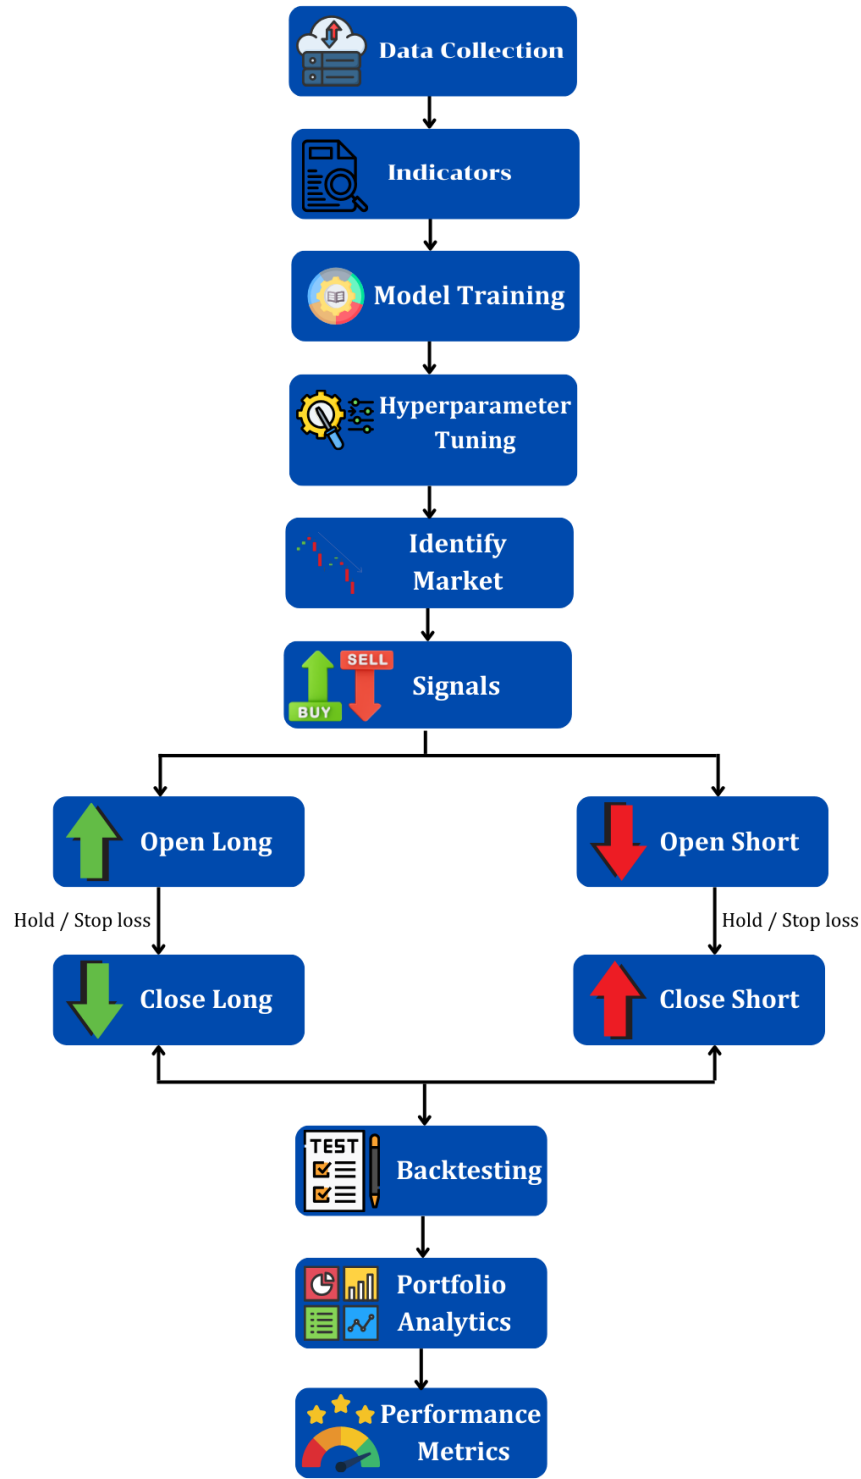 Data Collection
Indicators
Model Training
Hyperparameter
Tuning
Identify
Market
SELL
BUY
Signals
Open Long
Open Short
Hold / Stop loss
Hold / Stop loss
Close Long
Close Short
TEST
Backtesting
Portfolio
Analytics
Performance
Metrics